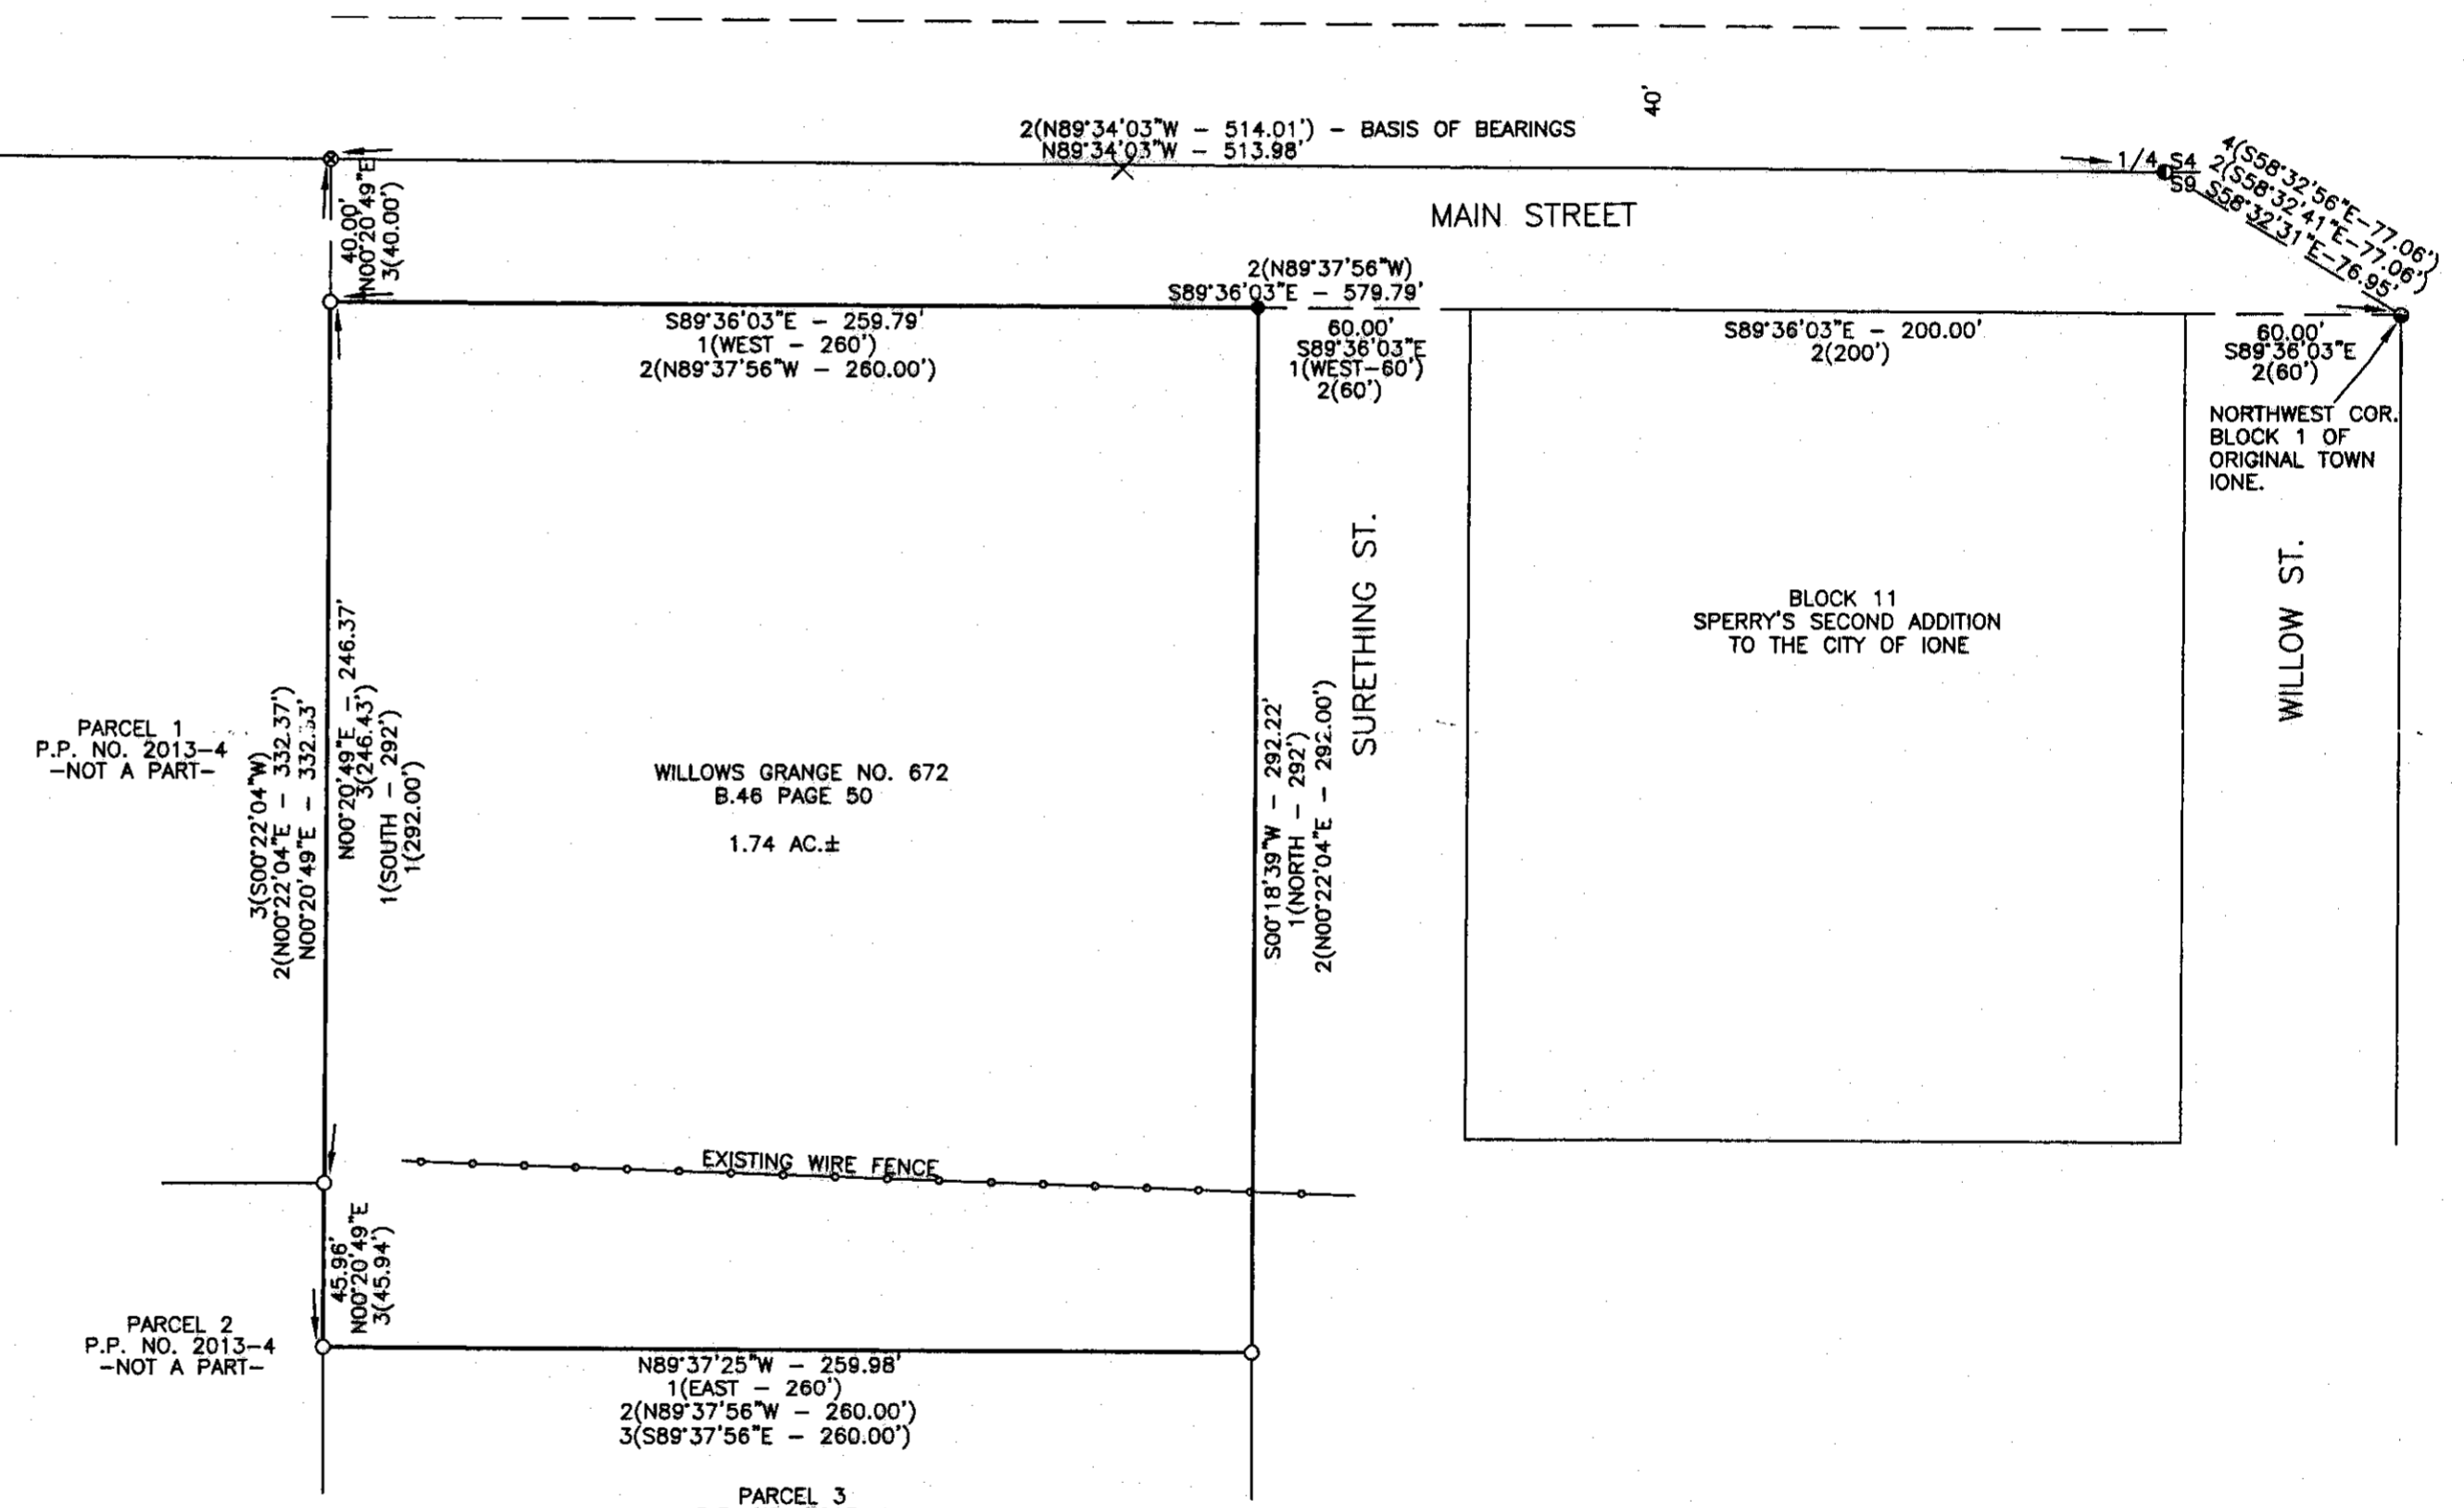 40'
2(N89°34'03"W – 514.01') – BASIS OF BEARINGS
N89°34'03"W – 513.98'
1/4 S4
S9
4(S58°32'56"E–77.06')
2(S58°32'41"E–77.06')
S58°32'31"E–76.95'
MAIN STREET
40.00'
N00°20'49"E
3(40.00')
2(N89°37'56"W)
S89°36'03"E – 579.79'
S89°36'03"E – 259.79'
1(WEST – 260')
2(N89°37'56"W – 260.00')
60.00'
S89°36'03"E
1(WEST–60')
2(60')
S89°36'03"E – 200.00'
2(200')
60.00'
S89°36'03"E
2(60')
NORTHWEST COR.
BLOCK 1 OF
ORIGINAL TOWN
IONE.
SURETHING ST.
WILLOW ST.
BLOCK 11
SPERRY'S SECOND ADDITION
TO THE CITY OF IONE
PARCEL 1
P.P. NO. 2013–4
–NOT A PART–
3(S00°22'04"W)
2(N00°22'04"E – 332.37')
N00°20'49"E – 332.33'
N00°20'49"E – 246.37'
3(246.43')
1(SOUTH – 292')
1(292.00')
WILLOWS GRANGE NO. 672
B.46 PAGE 50
1.74 AC.±
S00°18'39"W – 292.22'
1(NORTH – 292')
2(N00°22'04"E – 292.00')
EXISTING WIRE FENCE
45.96'
N00°20'49"E
3(45.94')
PARCEL 2
P.P. NO. 2013–4
–NOT A PART–
N89°37'25"W – 259.98'
1(EAST – 260')
2(N89°37'56"W – 260.00')
3(S89°37'56"E – 260.00')
PARCEL 3